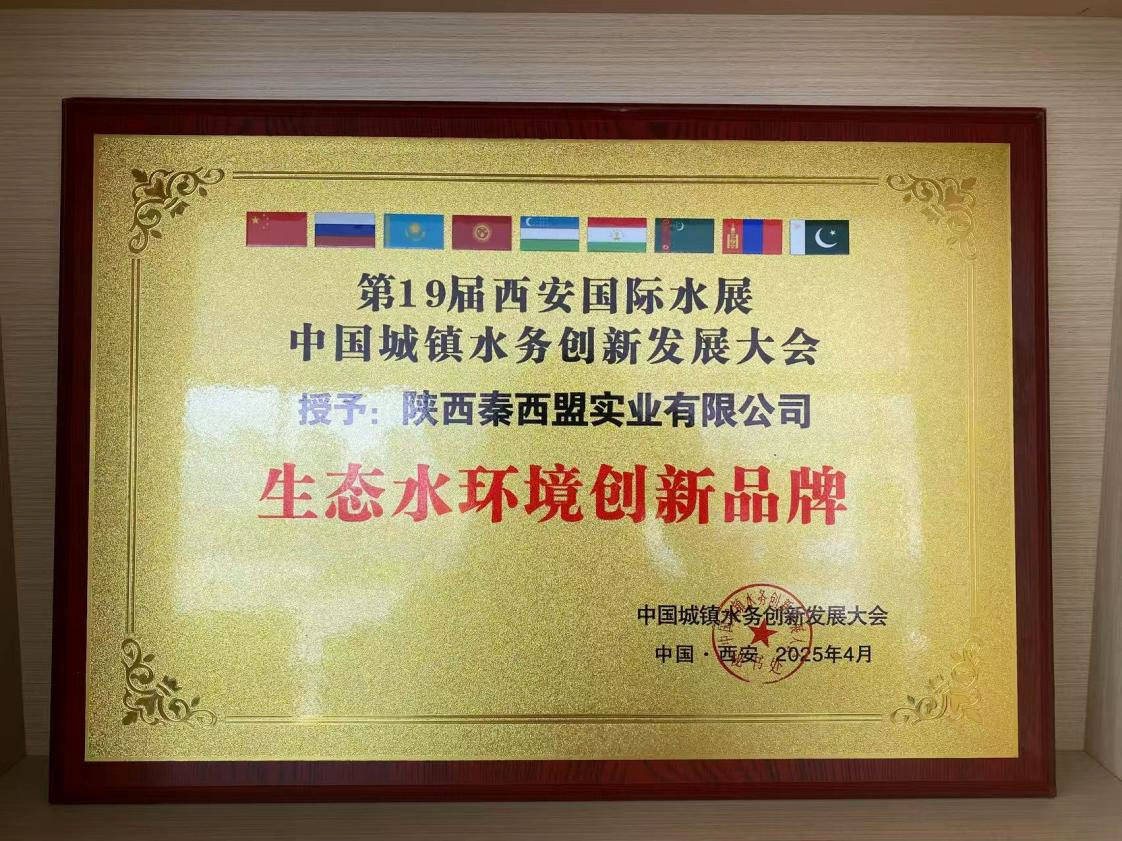 第19届西安国际水展
中国城镇水务创新发展大会
授予：陕西秦西盟实业有限公司
生态水环境创新品牌
中国城镇水务创新发展大会
中国·西安 2025年4月